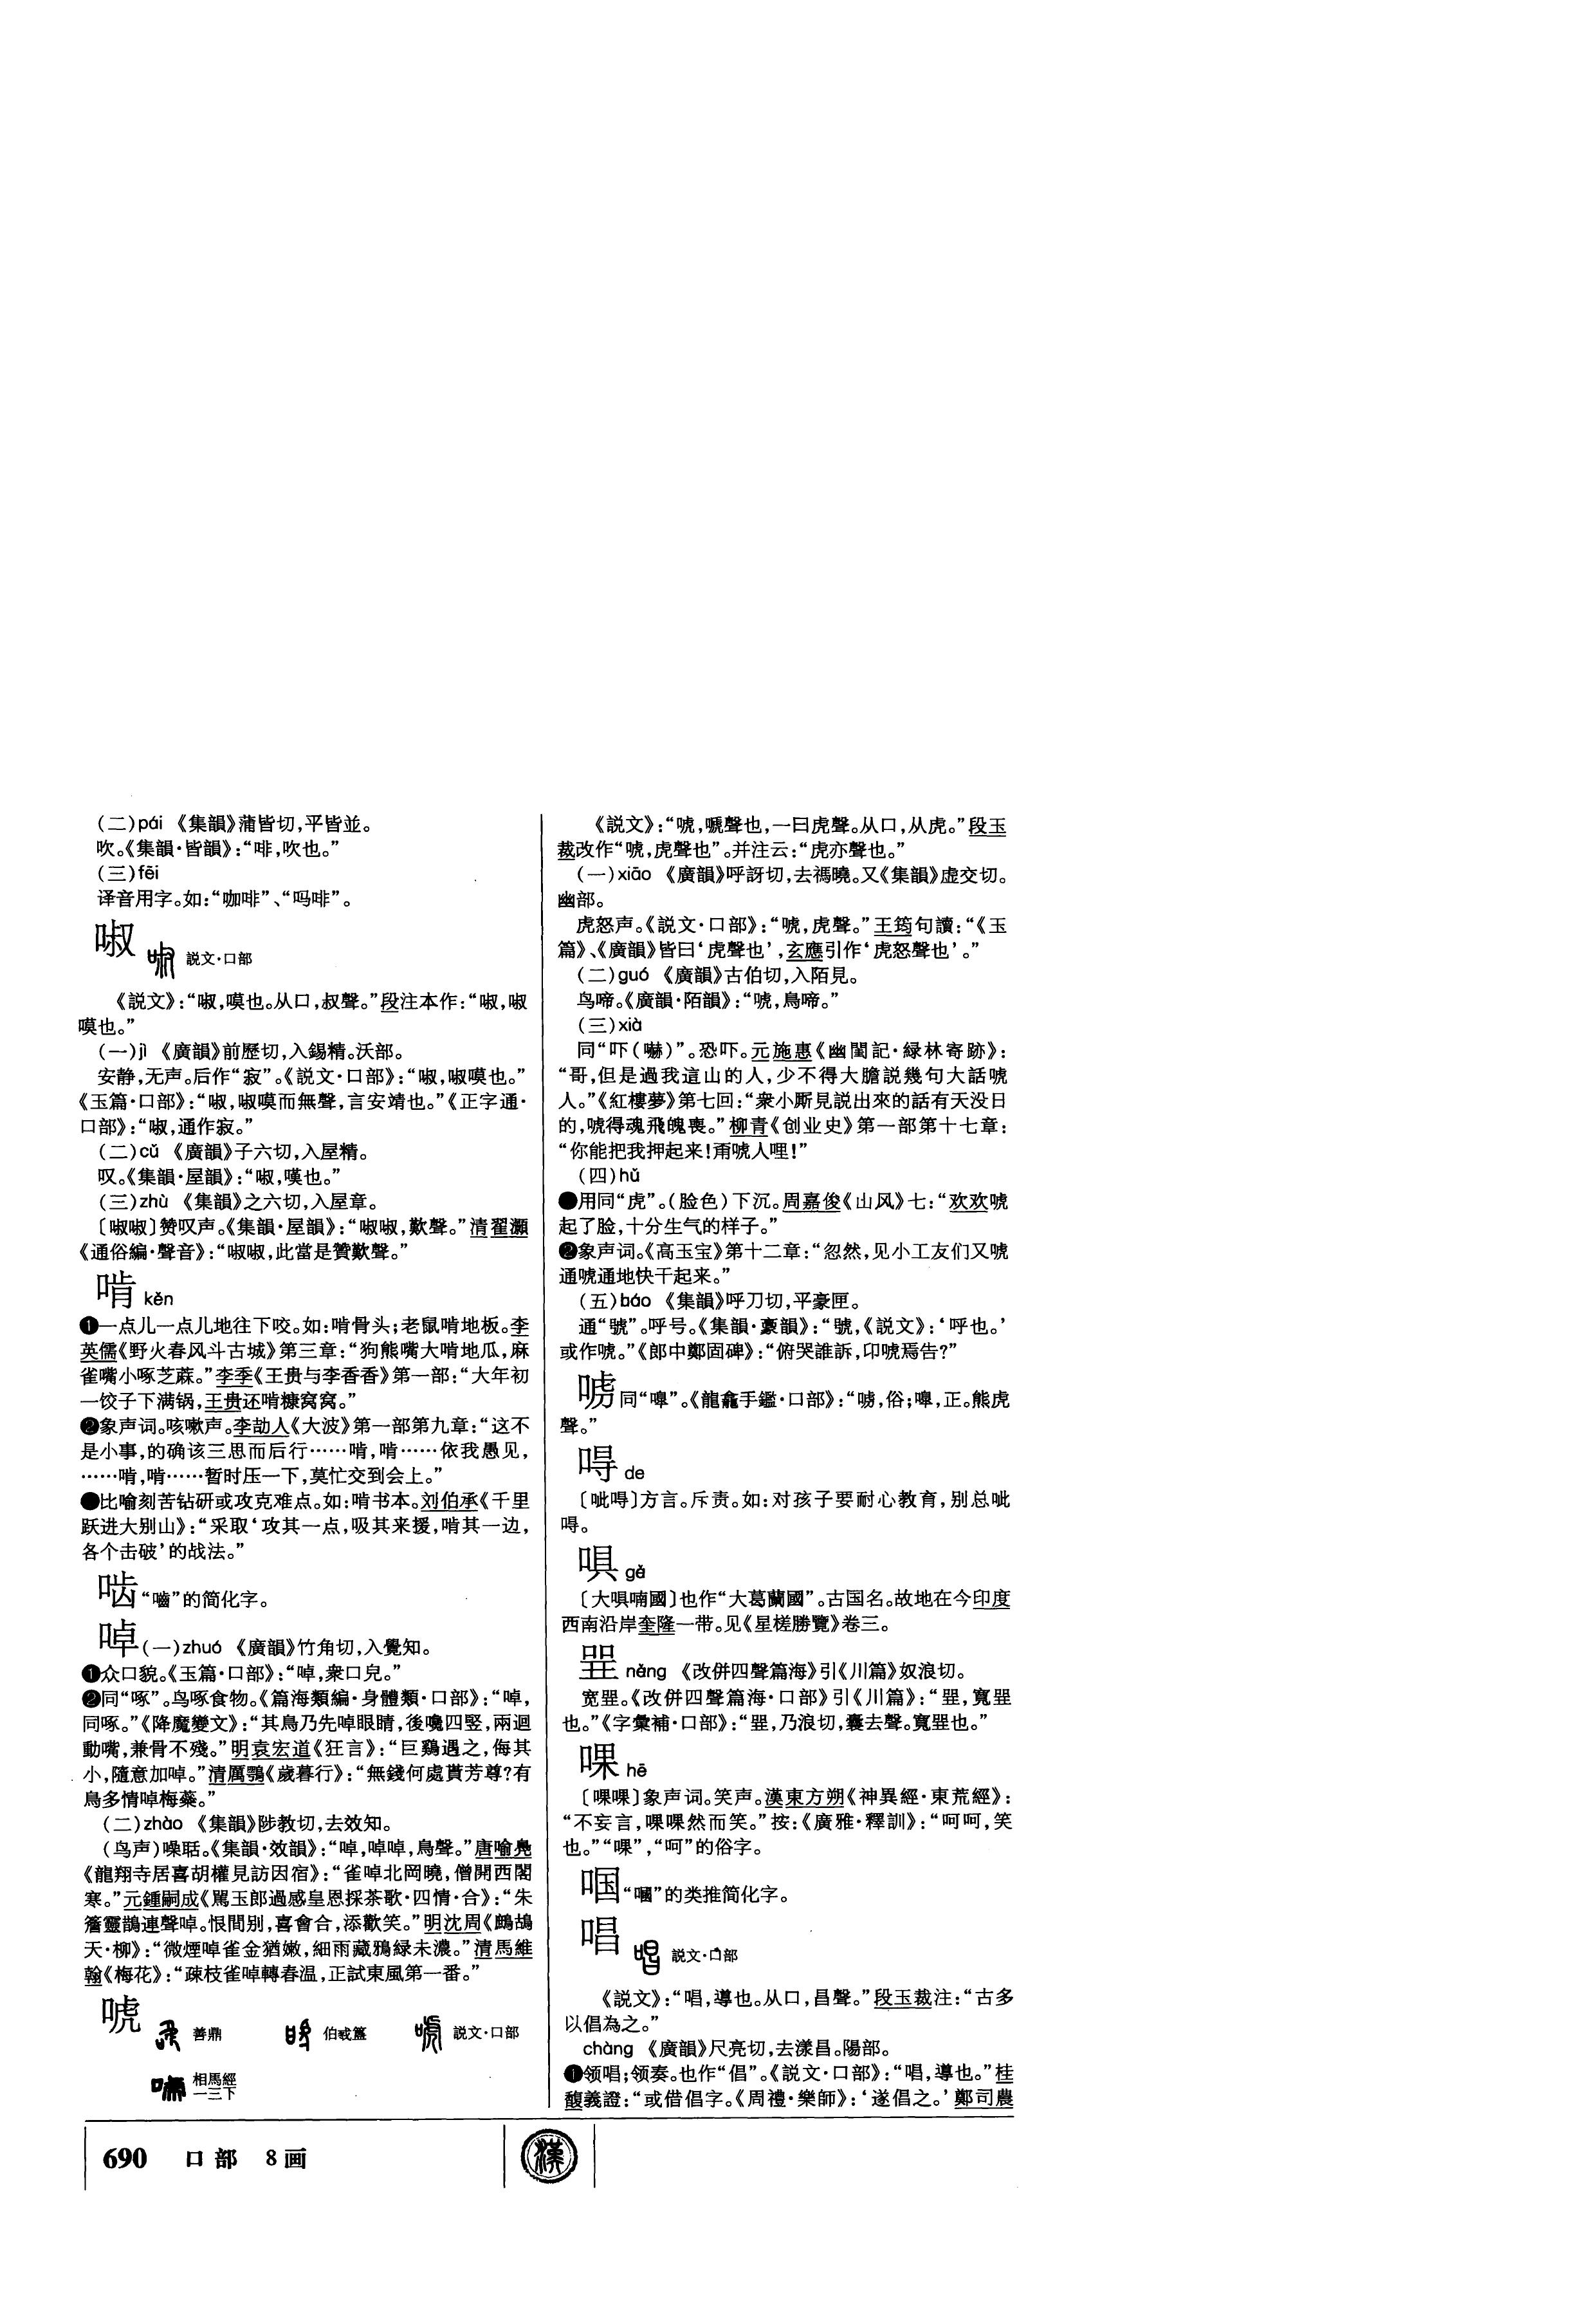 (二)pái 《集韻》蒲皆切,平皆並。
吹。《集韻·皆韻》:“啡,吹也。”
(三)fēi
译音用字。如:“咖啡”、“吗啡”。
啾 説文·口部
《説文》:“㖢,嘆也。从口,叔聲。”段注本作:“㖢,㖢
嗼也。”
(一)jì 《廣韻》前歷切,入錫精。沃部。
安静,无声。后作“寂”。《説文·口部》:“㖢,㖢嗼也。”
《玉篇·口部》:“㖢,㖢嗼而無聲,言安靖也。”《正字通·
口部》:“㖢,通作寂。”
(二)cǔ 《廣韻》子六切,入屋精。
叹。《集韻·屋韻》:“㖢,嘆也。”
(三)zhù 《集韻》之六切,入屋章。
〔㖢㖢〕赞叹声。《集韻·屋韻》:“㖢㖢,歎聲。”清翟灝
《通俗編·聲音》:“㖢㖢,此當是贊歎聲。”
啃 kěn
❶一点儿一点儿地往下咬。如:啃骨头;老鼠啃地板。李
英儒《野火春风斗古城》第三章:“狗熊嘴大啃地瓜,麻
雀嘴小啄芝蔴。”李季《王贵与李香香》第一部:“大年初
一饺子下满锅,王贵还啃糠窝窝。”
❷象声词。咳嗽声。李劼人《大波》第一部第九章:“这不
是小事,的确该三思而后行……啃,啃……依我愚见,
……啃,啃……暂时压一下,莫忙交到会上。”
●比喻刻苦钻研或攻克难点。如:啃书本。刘伯承《千里
跃进大别山》:“采取‘攻其一点,吸其来援,啃其一边,
各个击破’的战法。”
啮 “嚙”的简化字。
啅 (一)zhuó 《廣韻》竹角切,入覺知。
❶众口貌。《玉篇·口部》:“啅,衆口皃。”
❷同“啄”。鸟啄食物。《篇海類編·身體類·口部》:“啅,
同啄。”《降魔變文》:“其鳥乃先啅眼睛,後嚵四竪,兩迴
動嘴,兼骨不殘。”明袁宏道《狂言》:“巨鷄遇之,侮其
小,隨意加啅。”清厲鶚《歲暮行》:“無錢何處貰芳尊?有
鳥多情啅梅蘂。”
(二)zhào 《集韻》陟教切,去效知。
(鸟声)噪聒。《集韻·效韻》:“啅,啅啅,鳥聲。”唐喻鳧
《龍翔寺居喜胡權見訪因宿》:“雀啅北岡曉,僧開西閣
寒。”元鍾嗣成《罵玉郎過感皇恩採茶歌·四情·合》:“朱
簷靈鵲連聲啅。恨間别,喜會合,添歡笑。”明沈周《鷓鴣
天·柳》:“微煙啅雀金猶嫩,細雨藏鴉緑未濃。”清馬維
翰《梅花》:“疎枝雀啅轉春温,正試東風第一番。”
唬 善鼎 伯㦰簋 説文·口部
相馬經
一三下
《説文》:“唬,嗁聲也,一曰虎聲。从口,从虎。”段玉
裁改作“唬,虎聲也”。并注云:“虎亦聲也。”
(一)xiāo 《廣韻》呼訝切,去禡曉。又《集韻》虚交切。
幽部。
虎怒声。《説文·口部》:“唬,虎聲。”王筠句讀:“《玉
篇》、《廣韻》皆曰‘虎聲也’,玄應引作‘虎怒聲也’。”
(二)guó 《廣韻》古伯切,入陌見。
鸟啼。《廣韻·陌韻》:“唬,鳥啼。”
(三)xià
同“吓(嚇)”。恐吓。元施惠《幽閨記·緑林寄跡》:
“哥,但是過我這山的人,少不得大膽説幾句大話唬
人。”《紅樓夢》第七回:“衆小厮見説出來的話有天没日
的,唬得魂飛魄喪。”柳青《创业史》第一部第十七章:
“你能把我押起来!甭唬人哩!”
(四)hǔ
●用同“虎”。(脸色)下沉。周嘉俊《山风》七:“欢欢唬
起了脸,十分生气的样子。”
❷象声词。《高玉宝》第十二章:“忽然,见小工友们又唬
通唬通地快干起来。”
(五)háo 《集韻》呼刀切,平豪匣。
通“號”。呼号。《集韻·豪韻》:“號,《説文》:‘呼也。’
或作唬。”《郎中鄭固碑》:“俯哭誰訴,卬唬焉告?”
同“嘷”。《龍龕手鑑·口部》:“俗;嘷,正。熊虎
聲。”
㖊 de
〔呲㖊〕方言。斥责。如:对孩子要耐心教育,别总呲
㖊。
唄 gě
〔大唄喃國〕也作“大葛蘭國”。古国名。故地在今印度
西南沿岸奎隆一带。见《星槎勝覽》卷三。
nǎng 《改併四聲篇海》引《川篇》奴浪切。
宽。《改併四聲篇海·口部》引《川篇》:“寬
也。”《字彙補·口部》:“乃浪切,囊去聲。寬也。”
啝 hē
〔啝啝〕象声词。笑声。漢東方朔《神異經·東荒經》:
“不妄言,啝啝然而笑。”按:《廣雅·釋訓》:“呵呵,笑
也。”“啝”,“呵”的俗字。
啯 “嘓”的类推简化字。
唱 説文·口部
《説文》:“唱,導也。从口,昌聲。”段玉裁注:“古多
以倡為之。”
chàng 《廣韻》尺亮切,去漾昌。陽部。
❶领唱;领奏。也作“倡”。《説文·口部》:“唱,導也。”桂
馥義證:“或借倡字。《周禮·樂師》:‘遂倡之。’鄭司農
690 口部 8画
漢